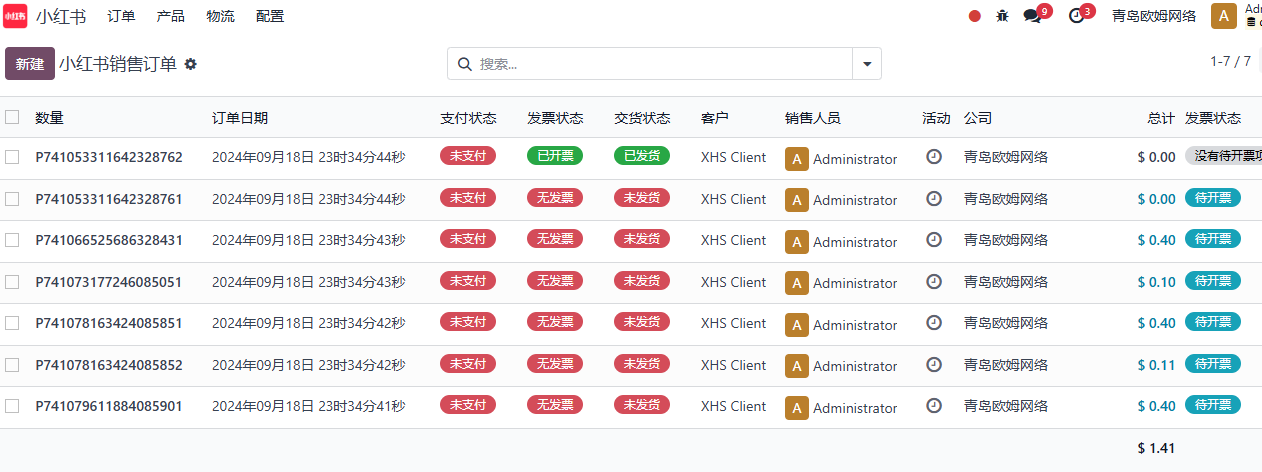 小红书 小红书 订单 产品 物流 配置 9 3 青岛欧姆网络 A
新建 小红书销售订单 搜索... 1-7 / 7
数量 订单日期 支付状态 发票状态 交货状态 客户 销售人员 活动 公司 总计 发票状态
P741053311642328762 2024年09月18日 23时34分44秒 未支付 已开票 已发货 XHS Client A Administrator 青岛欧姆网络 $ 0.00 没有待开票项
P741053311642328761 2024年09月18日 23时34分44秒 未支付 无发票 未发货 XHS Client A Administrator 青岛欧姆网络 $ 0.00 待开票
P741066525686328431 2024年09月18日 23时34分43秒 未支付 无发票 未发货 XHS Client A Administrator 青岛欧姆网络 $ 0.40 待开票
P741073177246085051 2024年09月18日 23时34分43秒 未支付 无发票 未发货 XHS Client A Administrator 青岛欧姆网络 $ 0.10 待开票
P741078163424085851 2024年09月18日 23时34分42秒 未支付 无发票 未发货 XHS Client A Administrator 青岛欧姆网络 $ 0.40 待开票
P741078163424085852 2024年09月18日 23时34分42秒 未支付 无发票 未发货 XHS Client A Administrator 青岛欧姆网络 $ 0.11 待开票
P741079611884085901 2024年09月18日 23时34分41秒 未支付 无发票 未发货 XHS Client A Administrator 青岛欧姆网络 $ 0.40 待开票
$ 1.41